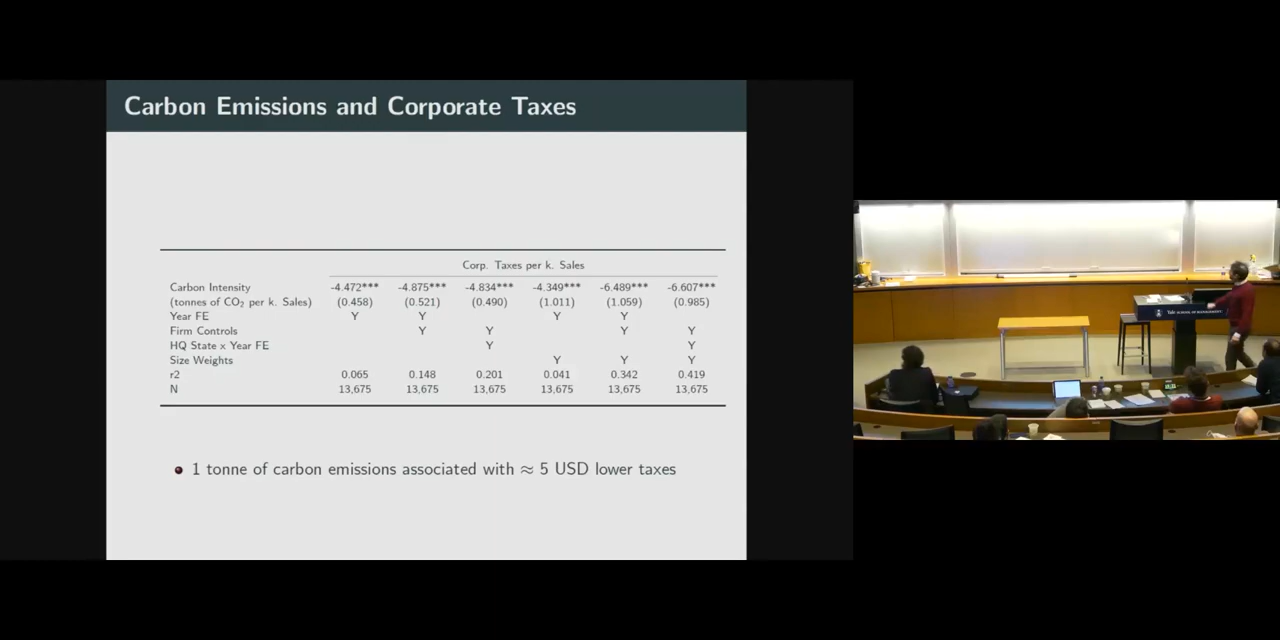 Carbon Emissions and Corporate Taxes
Corp. Taxes per k. Sales
Carbon Intensity -4.472*** -4.875*** -4.834*** -4.349*** -6.489*** -6.607***
(tonnes of CO₂ per k. Sales) (0.458) (0.521) (0.490) (1.011) (1.059) (0.985)
Year FE Y Y Y Y
Firm Controls Y Y Y Y
HQ State x Year FE Y Y
Size Weights Y Y Y
r2 0.065 0.148 0.201 0.041 0.342 0.419
N 13,675 13,675 13,675 13,675 13,675 13,675
1 tonne of carbon emissions associated with ≈ 5 USD lower taxes
Yale SCHOOL OF MANAGEMENT